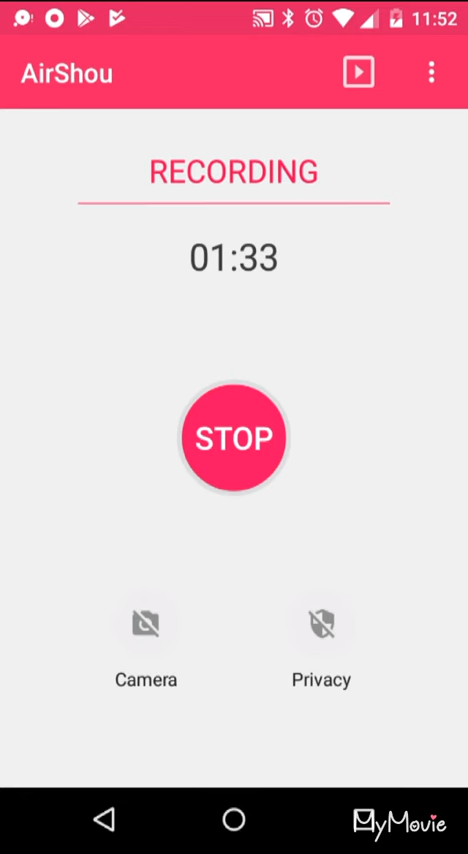 11:52
AirShou
RECORDING
01:33
STOP
Camera Privacy
MyMovie